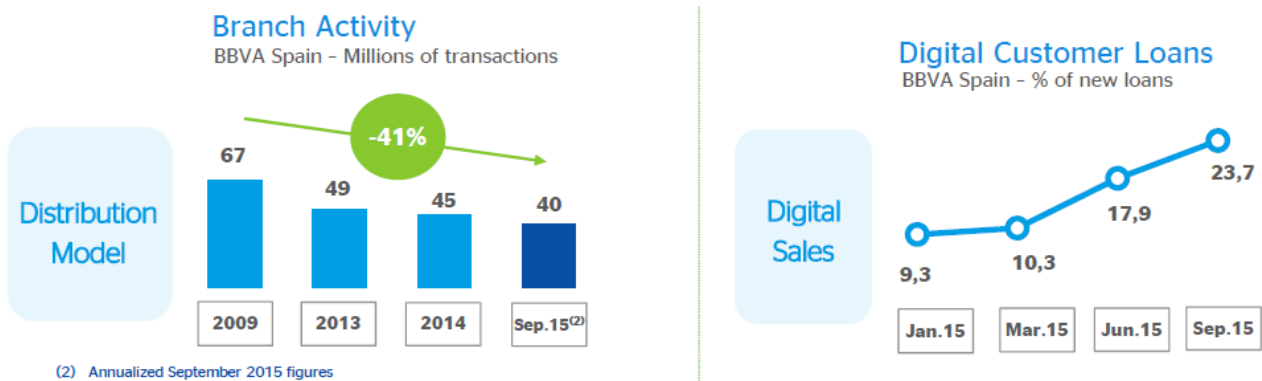 Branch Activity
BBVA Spain - Millions of transactions
Distribution
Model
-41%
67
49
45
40
2009
2013
2014
Sep.15(2)
(2) Annualized September 2015 figures
Digital Customer Loans
BBVA Spain - % of new loans
Digital
Sales
9,3
10,3
17,9
23,7
Jan.15
Mar.15
Jun.15
Sep.15